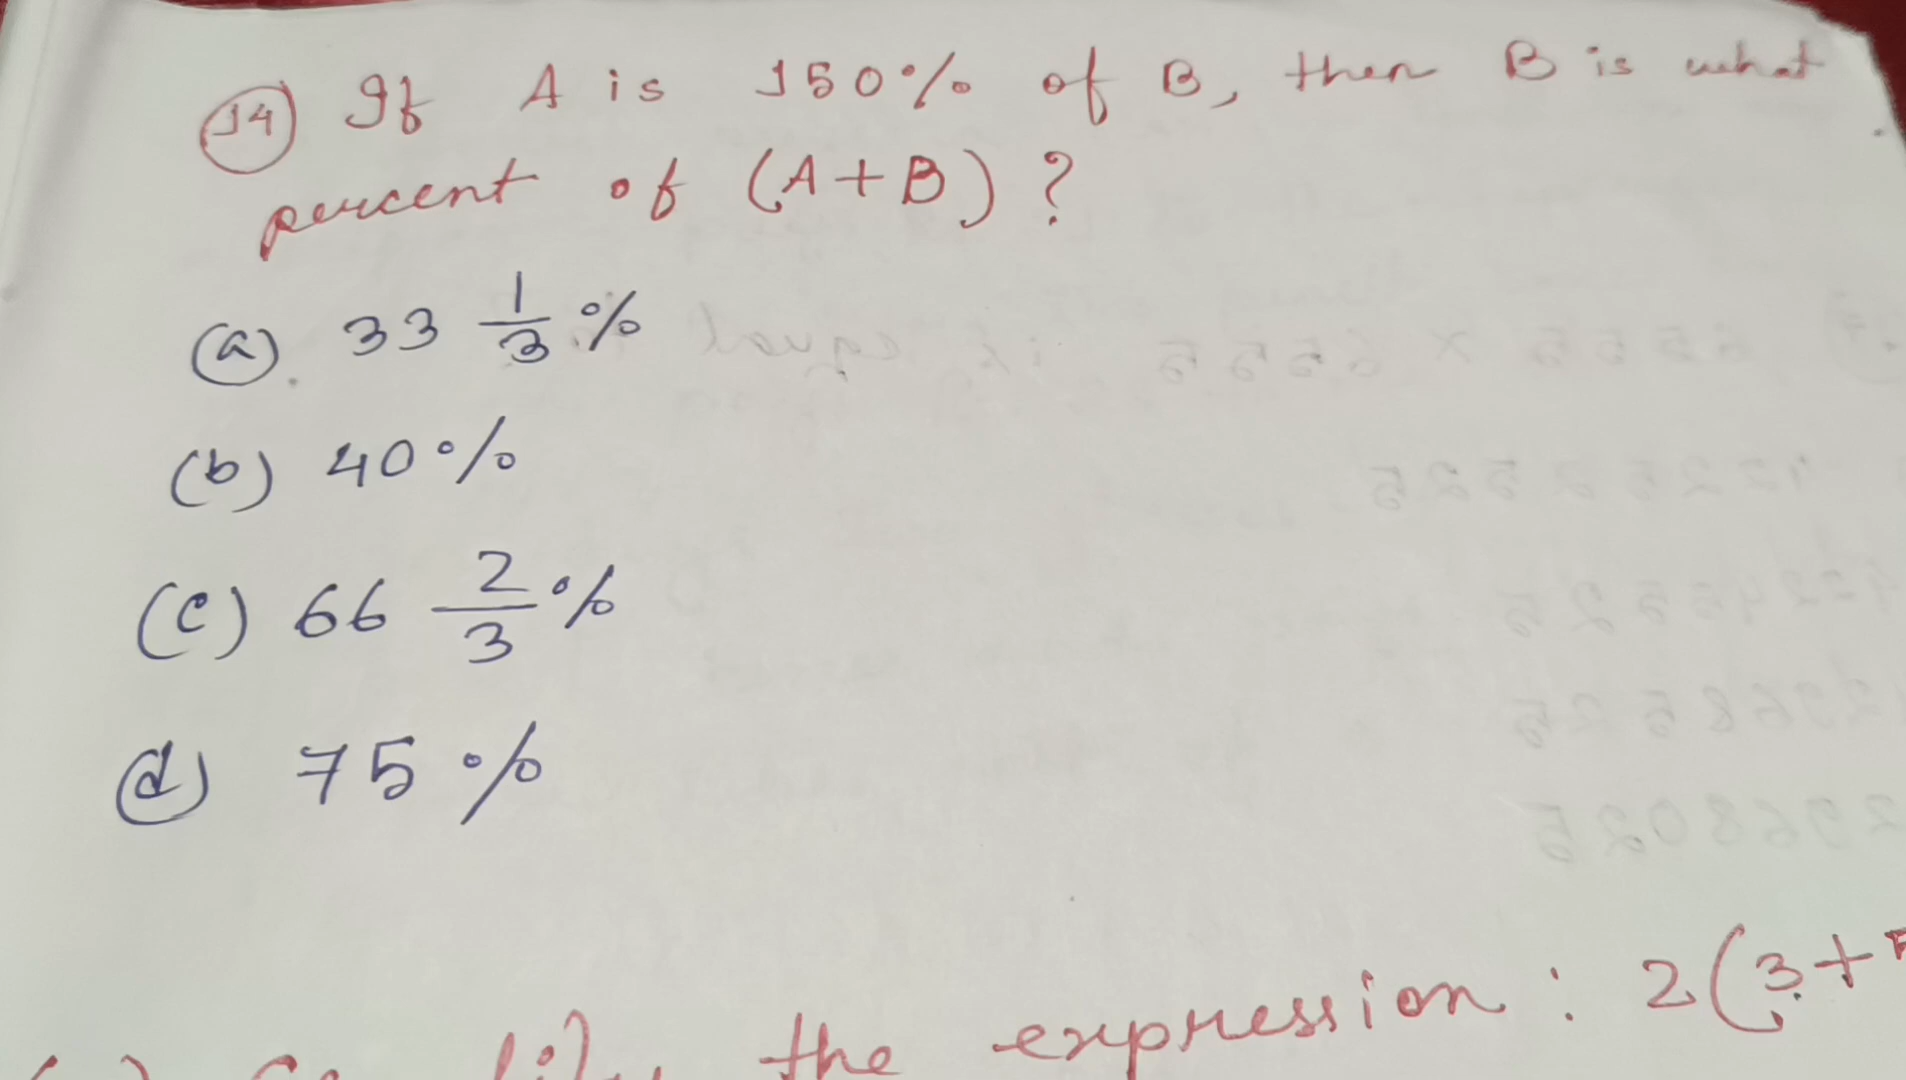 14 If A is 150% of B, then B is what
percent of (A+B) ?
(a). 33 1/3 %
(b) 40%
(c) 66 2/3 %
(d) 75%
the expression : 2(3+